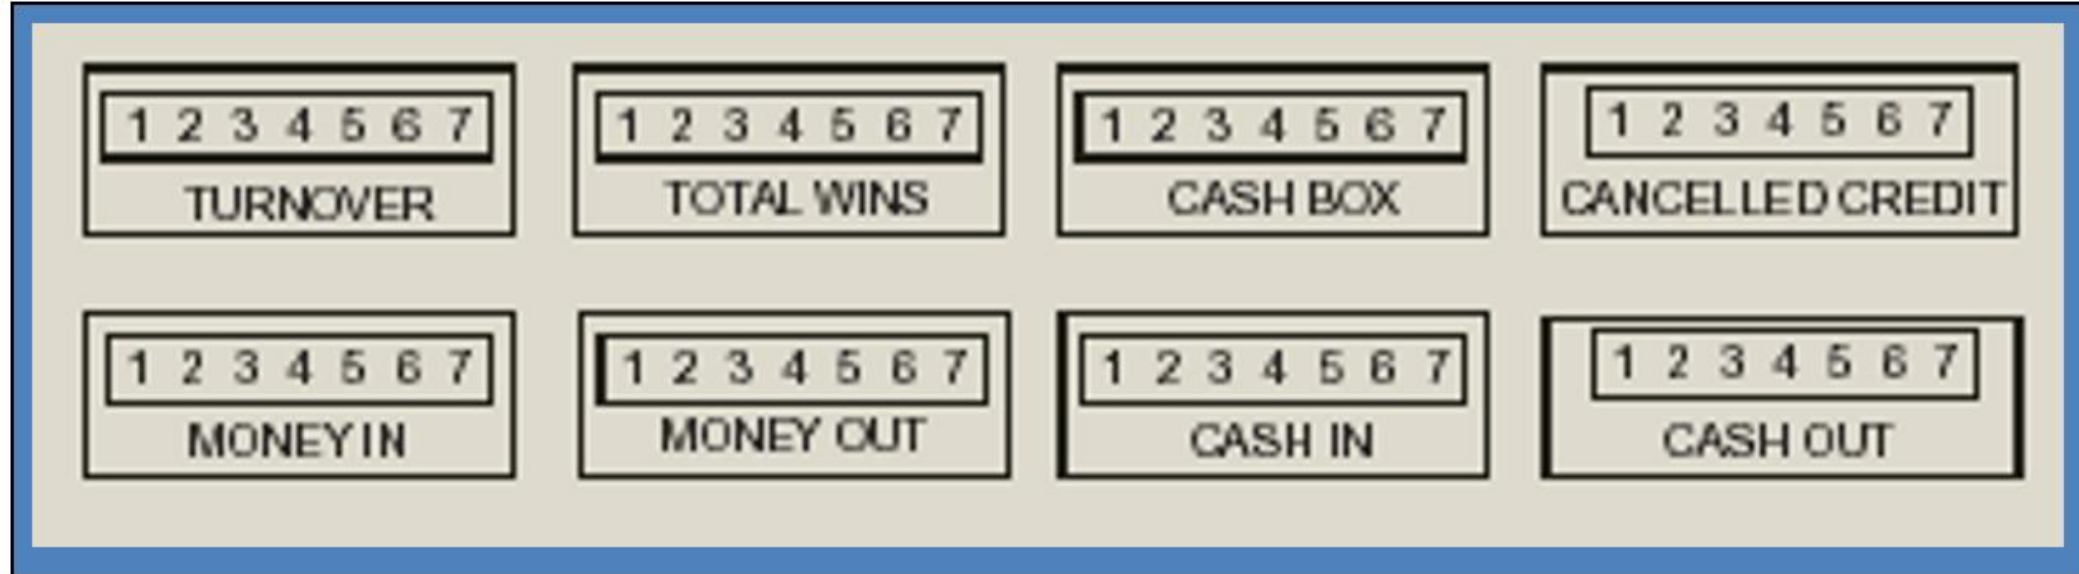 1 2 3 4 5 6 7 1 2 3 4 5 6 7 1 2 3 4 5 6 7 1 2 3 4 5 6 7
TURNOVER TOTAL WINS CASH BOX CANCELLED CREDIT
1 2 3 4 5 6 7 1 2 3 4 5 6 7 1 2 3 4 5 6 7 1 2 3 4 5 6 7
MONEY IN MONEY OUT CASH IN CASH OUT